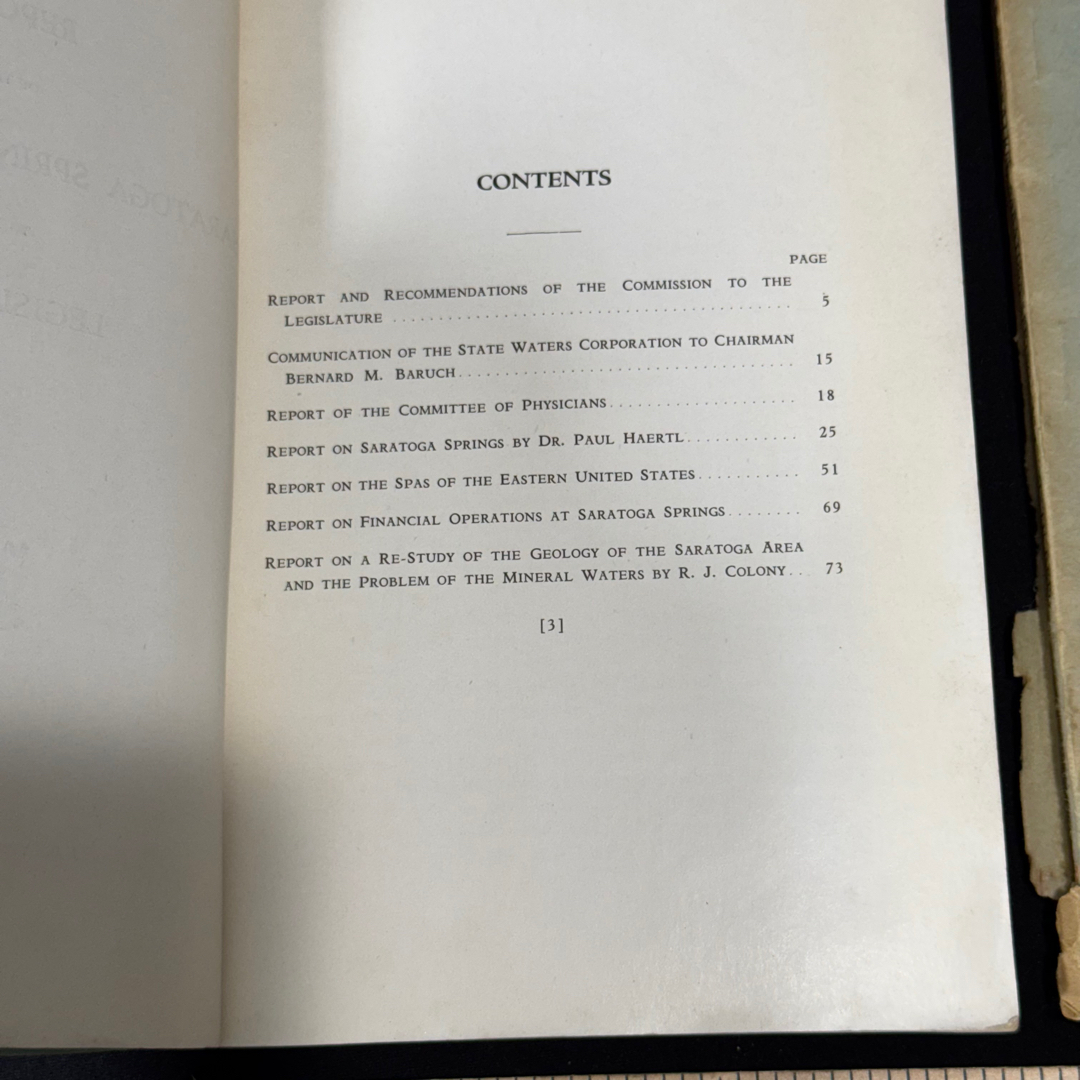 CONTENTS
PAGE
REPORT AND RECOMMENDATIONS OF THE COMMISSION TO THE
LEGISLATURE ........................................ 5
COMMUNICATION OF THE STATE WATERS CORPORATION TO CHAIRMAN
BERNARD M. BARUCH.................................. 15
REPORT OF THE COMMITTEE OF PHYSICIANS................... 18
REPORT ON SARATOGA SPRINGS BY DR. PAUL HAERTL............ 25
REPORT ON THE SPAS OF THE EASTERN UNITED STATES........... 51
REPORT ON FINANCIAL OPERATIONS AT SARATOGA SPRINGS........ 69
REPORT ON A RE-STUDY OF THE GEOLOGY OF THE SARATOGA AREA
AND THE PROBLEM OF THE MINERAL WATERS BY R. J. COLONY.. 73
[3]